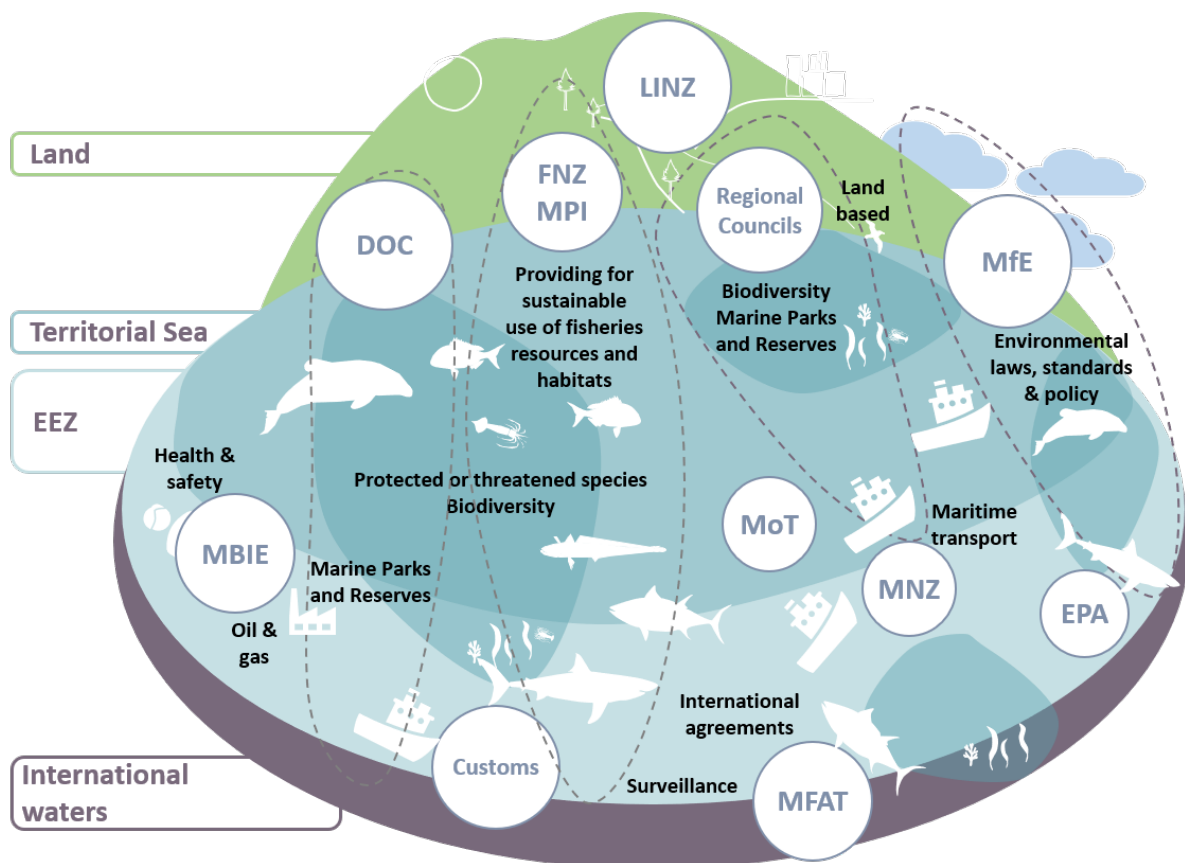 LINZ
Land
FNZ
MPI
Regional
Councils
Land
based
DOC
MfE
Providing for
sustainable
use of fisheries
resources and
habitats
Biodiversity
Marine Parks
and Reserves
Territorial Sea
Environmental
laws, standards
& policy
EEZ
Health &
safety
Protected or threatened species
Biodiversity
MoT
Maritime
transport
MBIE
Marine Parks
and Reserves
MNZ
EPA
Oil &
gas
International
agreements
Customs
Surveillance
MFAT
International
waters